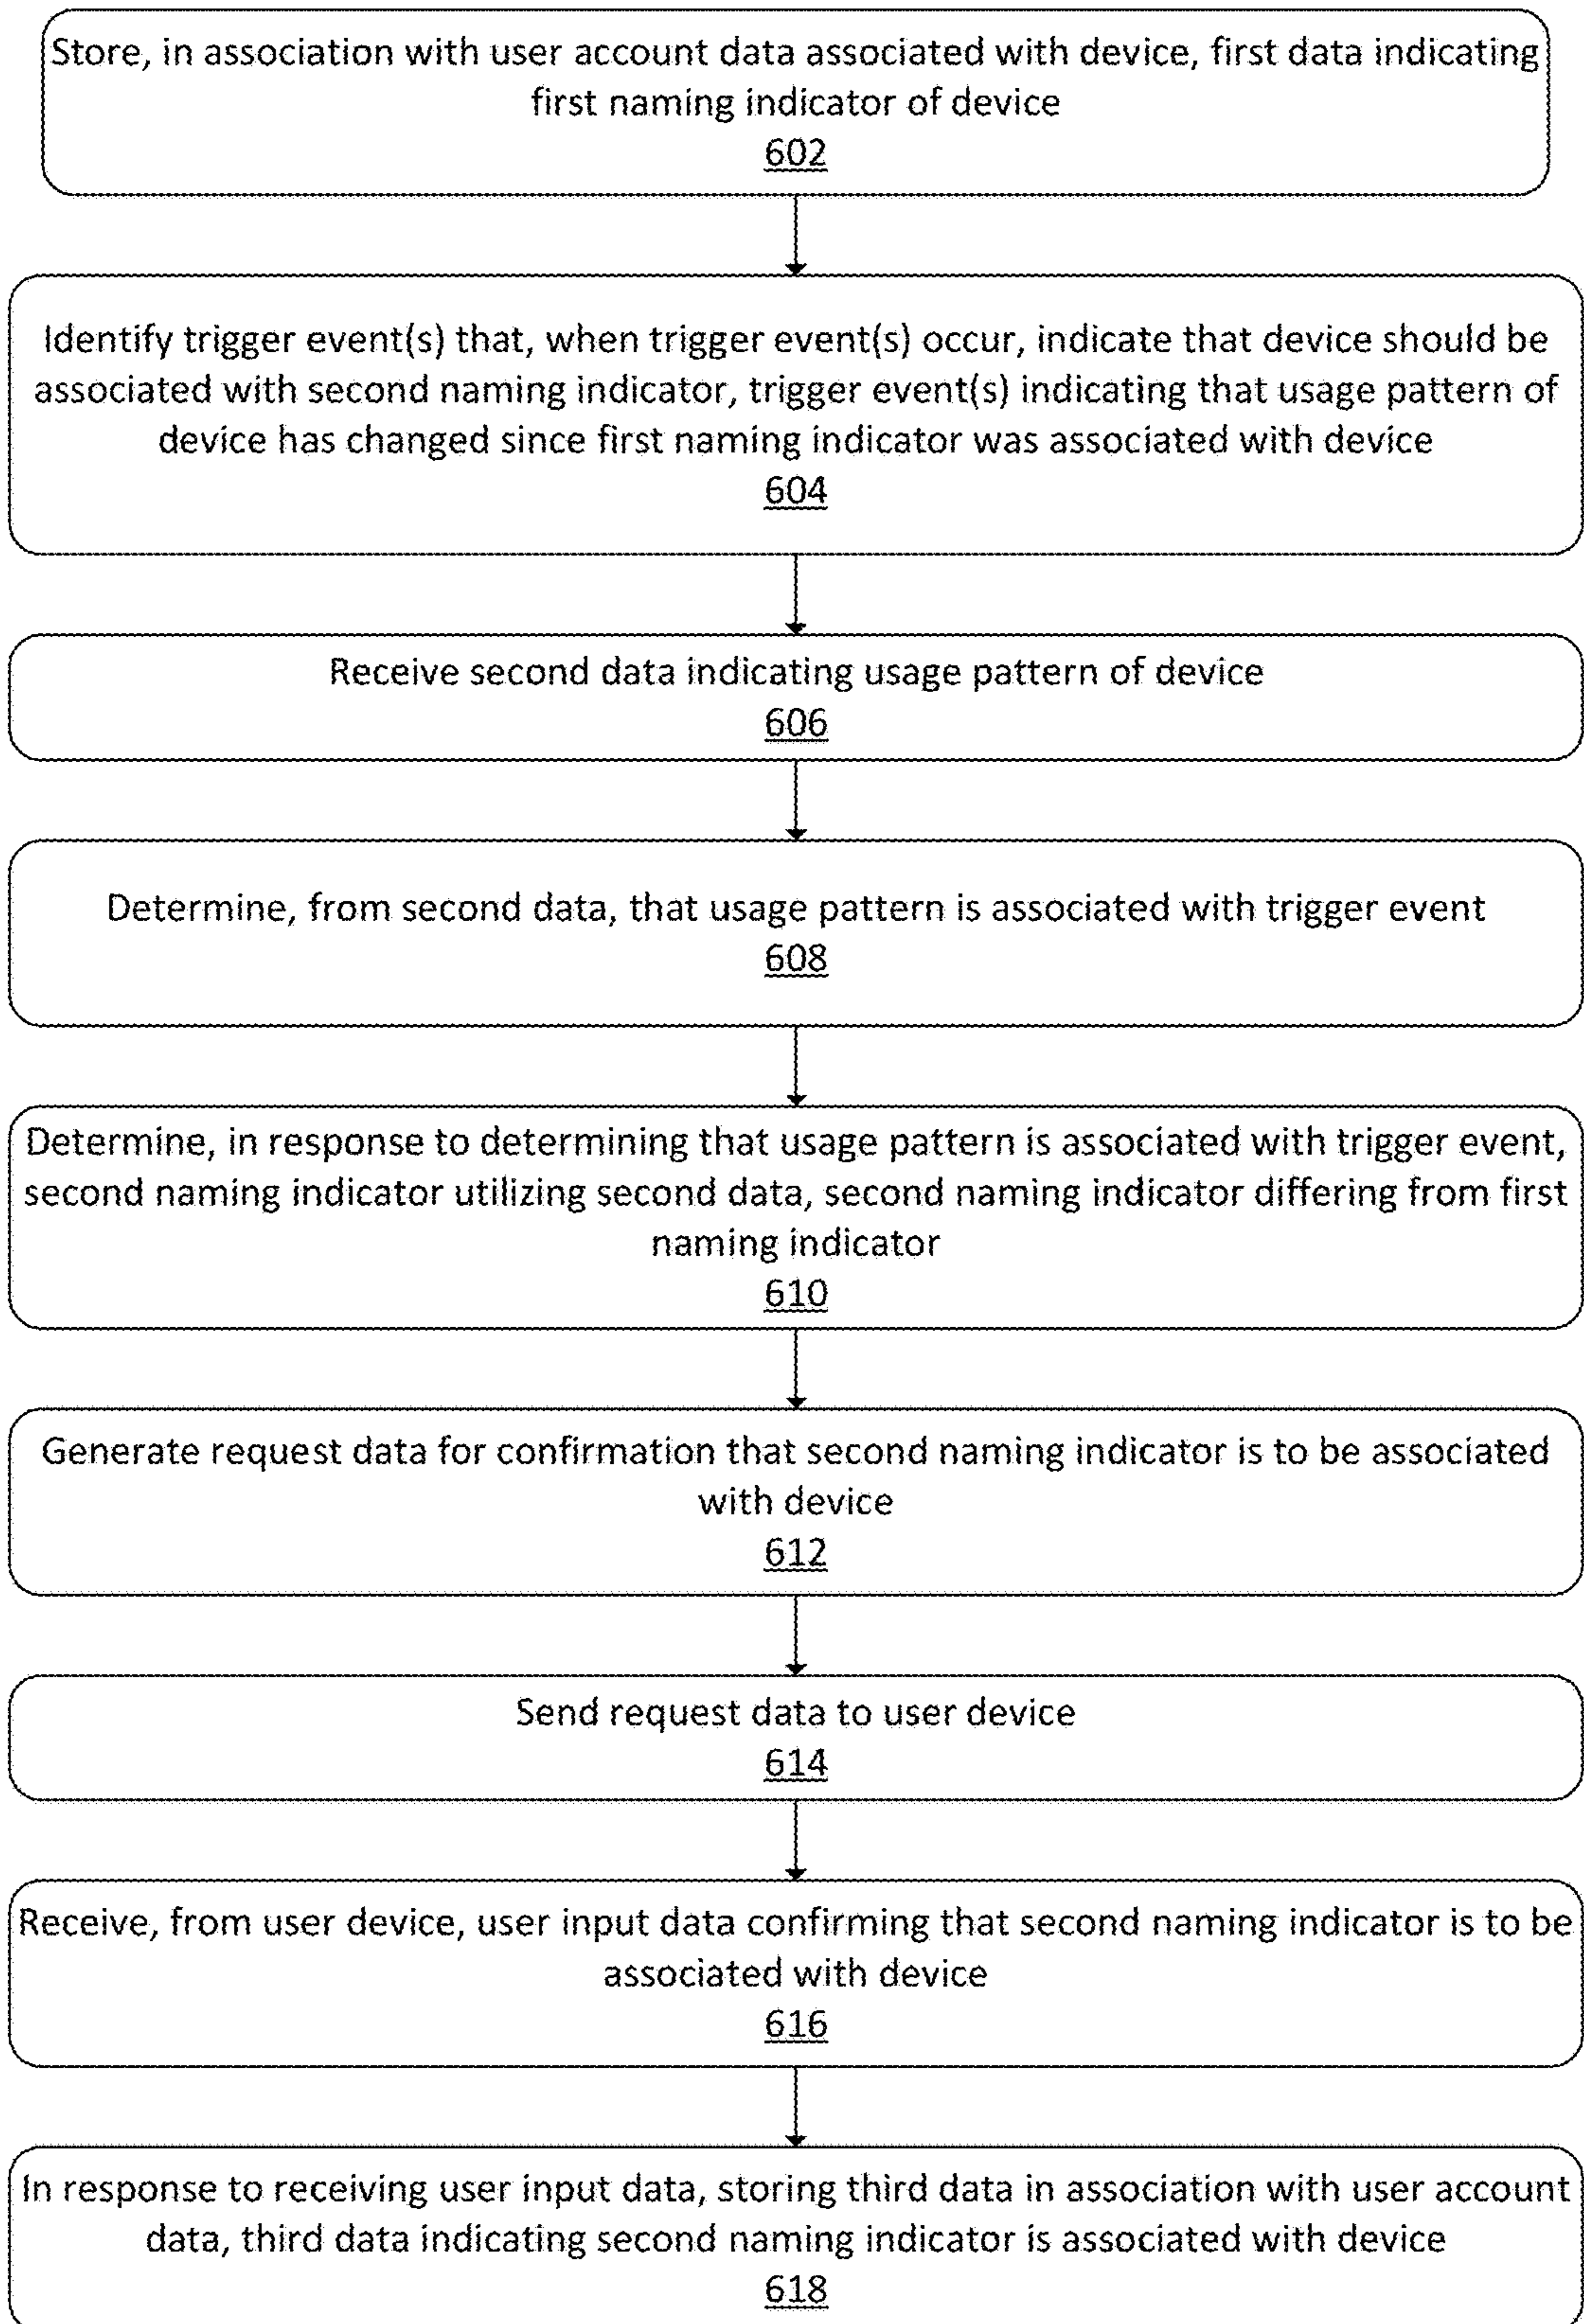 Store, in association with user account data associated with device, first data indicating
first naming indicator of device
602
Identify trigger event(s) that, when trigger event(s) occur, indicate that device should be
associated with second naming indicator, trigger event(s) indicating that usage pattern of
device has changed since first naming indicator was associated with device
604
Receive second data indicating usage pattern of device
606
Determine, from second data, that usage pattern is associated with trigger event
608
Determine, in response to determining that usage pattern is associated with trigger event,
second naming indicator utilizing second data, second naming indicator differing from first
naming indicator
610
Generate request data for confirmation that second naming indicator is to be associated
with device
612
Send request data to user device
614
Receive, from user device, user input data confirming that second naming indicator is to be
associated with device
616
In response to receiving user input data, storing third data in association with user account
data, third data indicating second naming indicator is associated with device
618